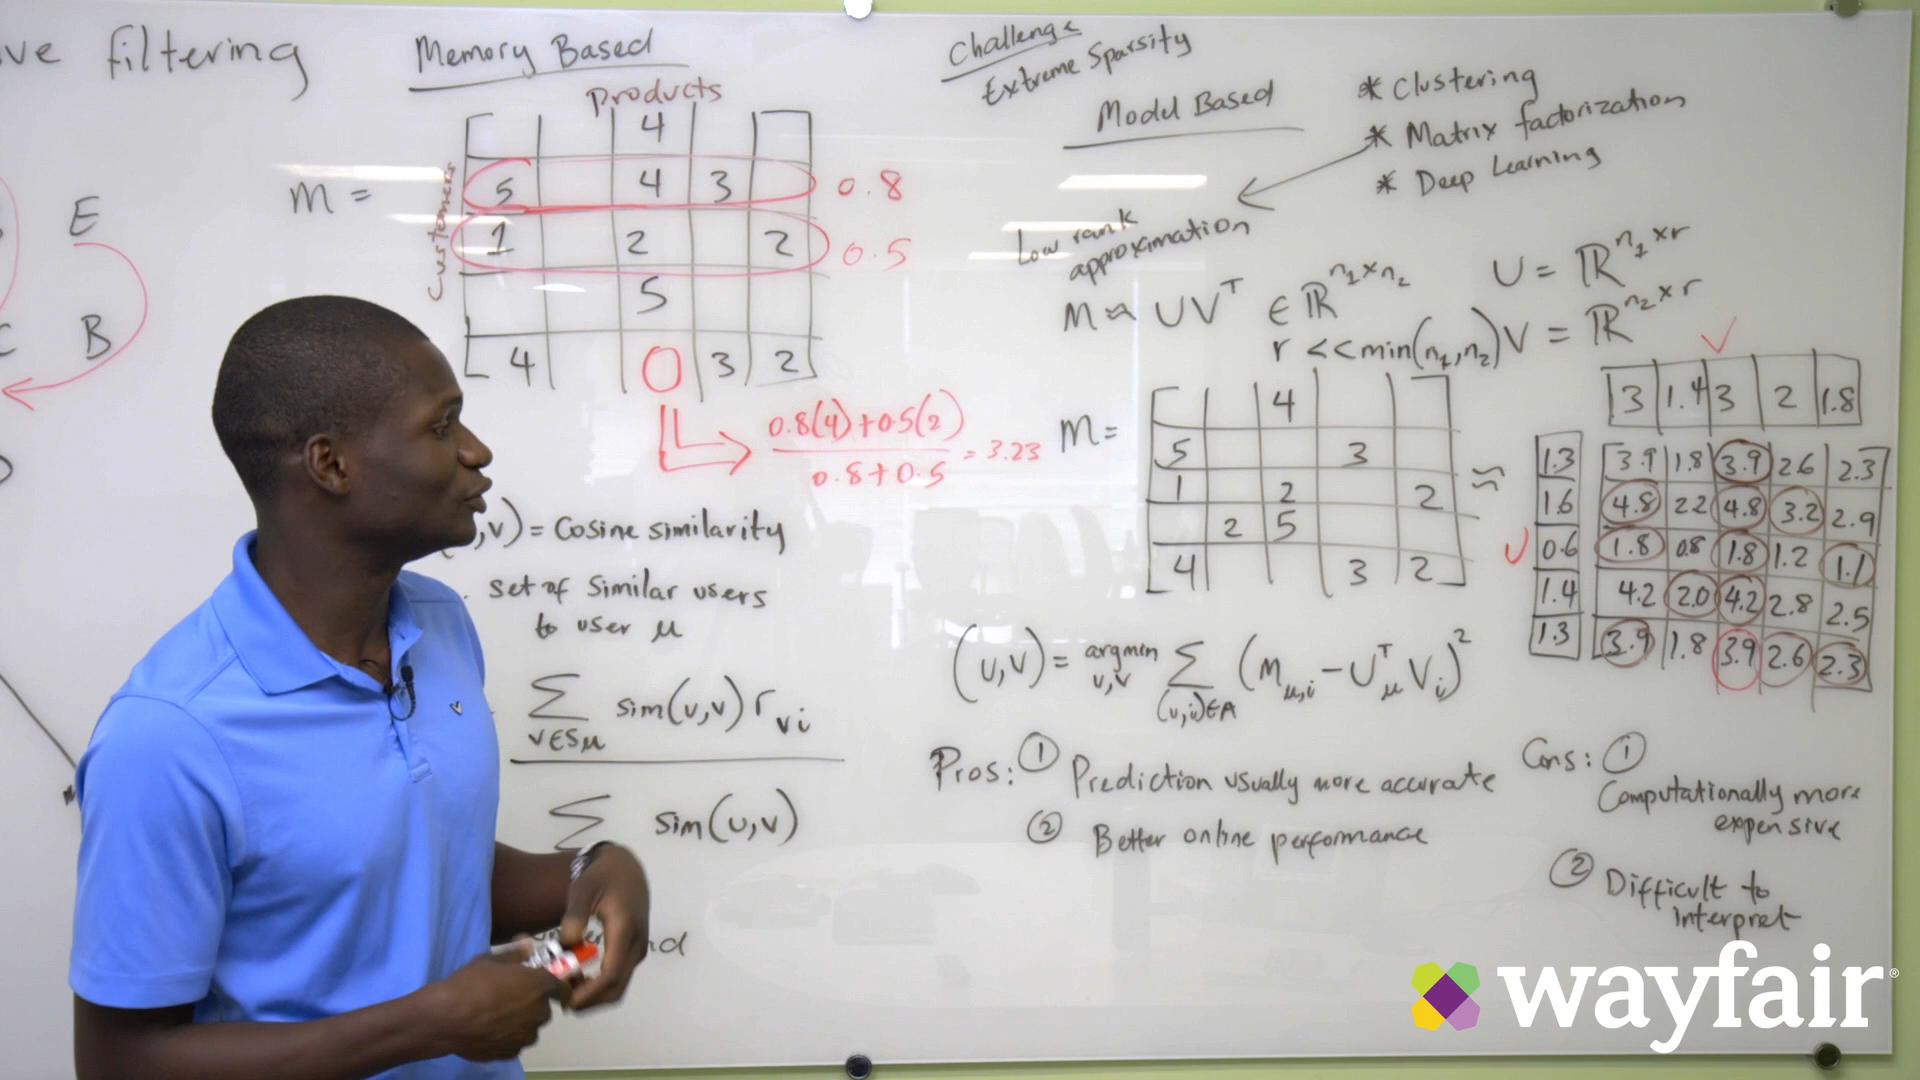 ve filtering
E
B
Memory Based
Products
Customers
M =
4
5 4 3
0.8
1 2 2
0.5
5
4 0 3 2
0.8(4)+0.5(2)
0.8+0.5
= 3.23
,v) = Cosine similarity
set of similar users
to user μ
Σ sim(u,v) r vi
v∈Sμ
Σ sim(u,v)
Challenge
Extreme Sparsity
Model Based
* Clustering
* Matrix factorization
* Deep Learning
Low rank
approximation
M ≈ UVᵀ ∈ ℝ^(n₁×n₂)
r <<min(n₁,n₂)
U = ℝ^(n₁×r)
V = ℝ^(n₂×r)
M =
4
5 3
1 2 2
2 5
4 3 2
≈
V
3 1.4 3 2 1.8
U
1.3 3.9 1.8 3.9 2.6 2.3
1.6 4.8 22 4.8 3.2 2.9
0.6 1.8 0.8 1.8 1.2 1.1
1.4 4.2 2.0 4.2 2.8 2.5
1.3 3.9 1.8 3.9 2.6 2.3
(u,v) = argmin Σ (M μ,i − Uμᵀ Vi)²
u,v (u,i)∈A
Pros: ① Prediction usually more accurate
② Better online performance
Cons: ①
Computationally more
expensive
② Difficult to
interpret
wayfair®